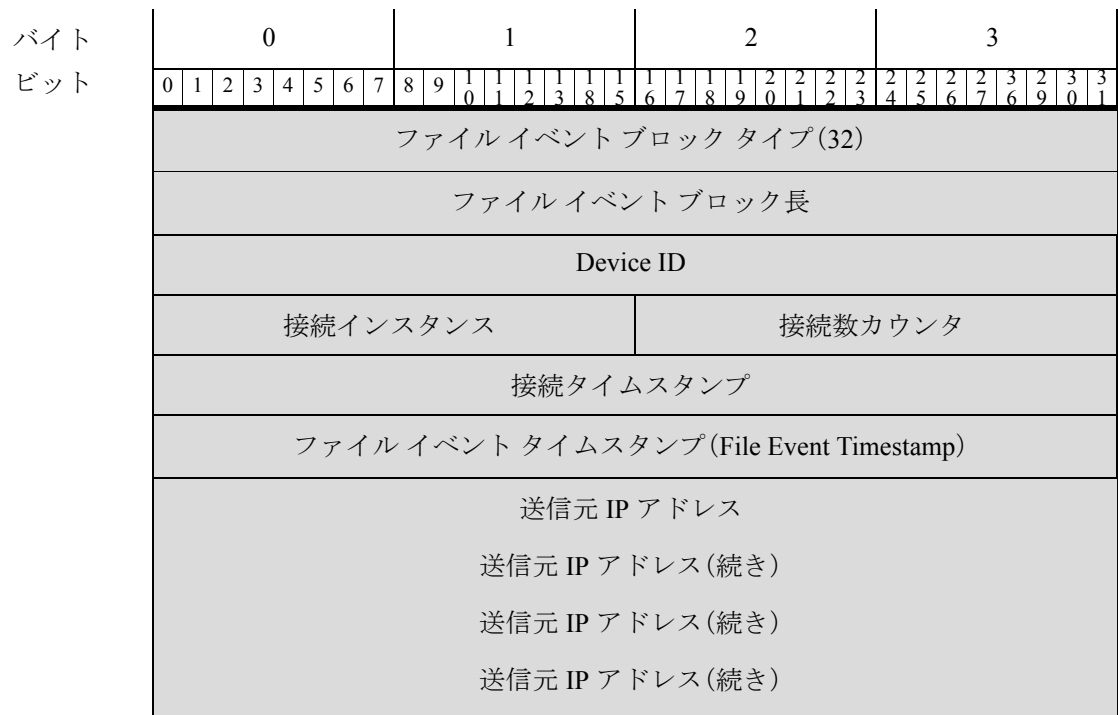 バイト 0 1 2 3
ビット 0 1 2 3 4 5 6 7 8 9 10 11 12 13 18 15 16 17 18 19 20 21 22 23 24 25 26 27 36 29 30 31
ファイル イベント ブロック タイプ(32)
ファイル イベント ブロック長
Device ID
接続インスタンス 接続数カウンタ
接続タイムスタンプ
ファイル イベント タイムスタンプ(File Event Timestamp)
送信元 IP アドレス
送信元 IP アドレス(続き)
送信元 IP アドレス(続き)
送信元 IP アドレス(続き)